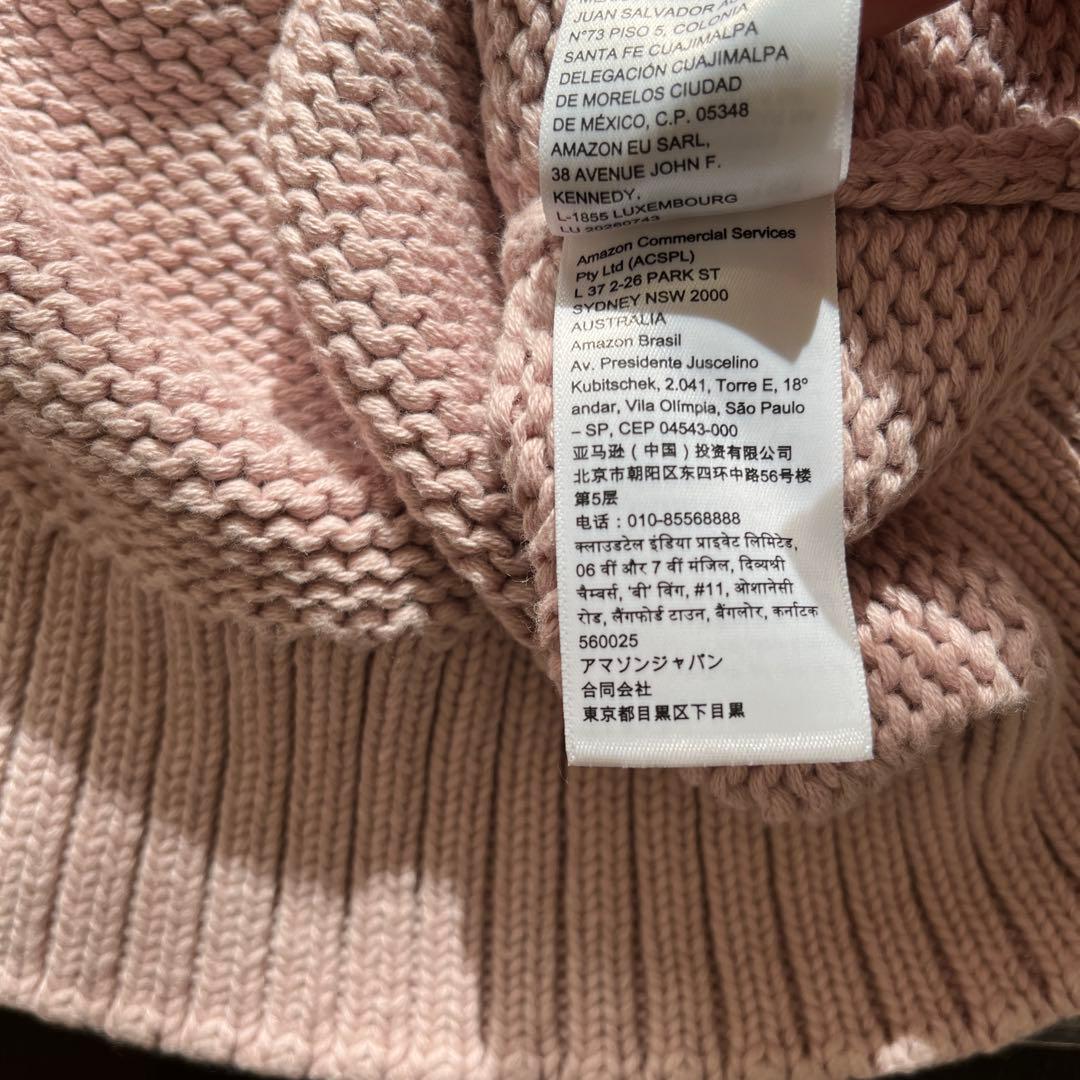 JUAN SALVADOR
N°73 PISO 5, COLONIA
SANTA FE CUAJIMALPA
DELEGACIÓN CUAJIMALPA
DE MORELOS CIUDAD
DE MÉXICO, C.P. 05348
AMAZON EU SARL,
38 AVENUE JOHN F.
KENNEDY,
L-1855 LUXEMBOURG
LU 20260743
Amazon Commercial Services
Pty Ltd (ACSPL)
L 37 2-26 PARK ST
SYDNEY NSW 2000
AUSTRALIA
Amazon Brasil
Av. Presidente Juscelino
Kubitschek, 2.041, Torre E, 18º
andar, Vila Olímpia, São Paulo
– SP, CEP 04543-000
亚马逊（中国）投资有限公司
北京市朝阳区东四环中路56号楼
第5层
电话：010-85568888
क्लाउडटेल इंडिया प्राइवेट लिमिटेड,
06 वीं और 7 वीं मंजिल, दिव्यश्री
चैम्बर्स, 'बी' विंग, #11, ओशानेसी
रोड, लैंगफोर्ड टाउन, बैंगलोर, कर्नाटक
560025
アマゾンジャパン
合同会社
東京都目黒区下目黒